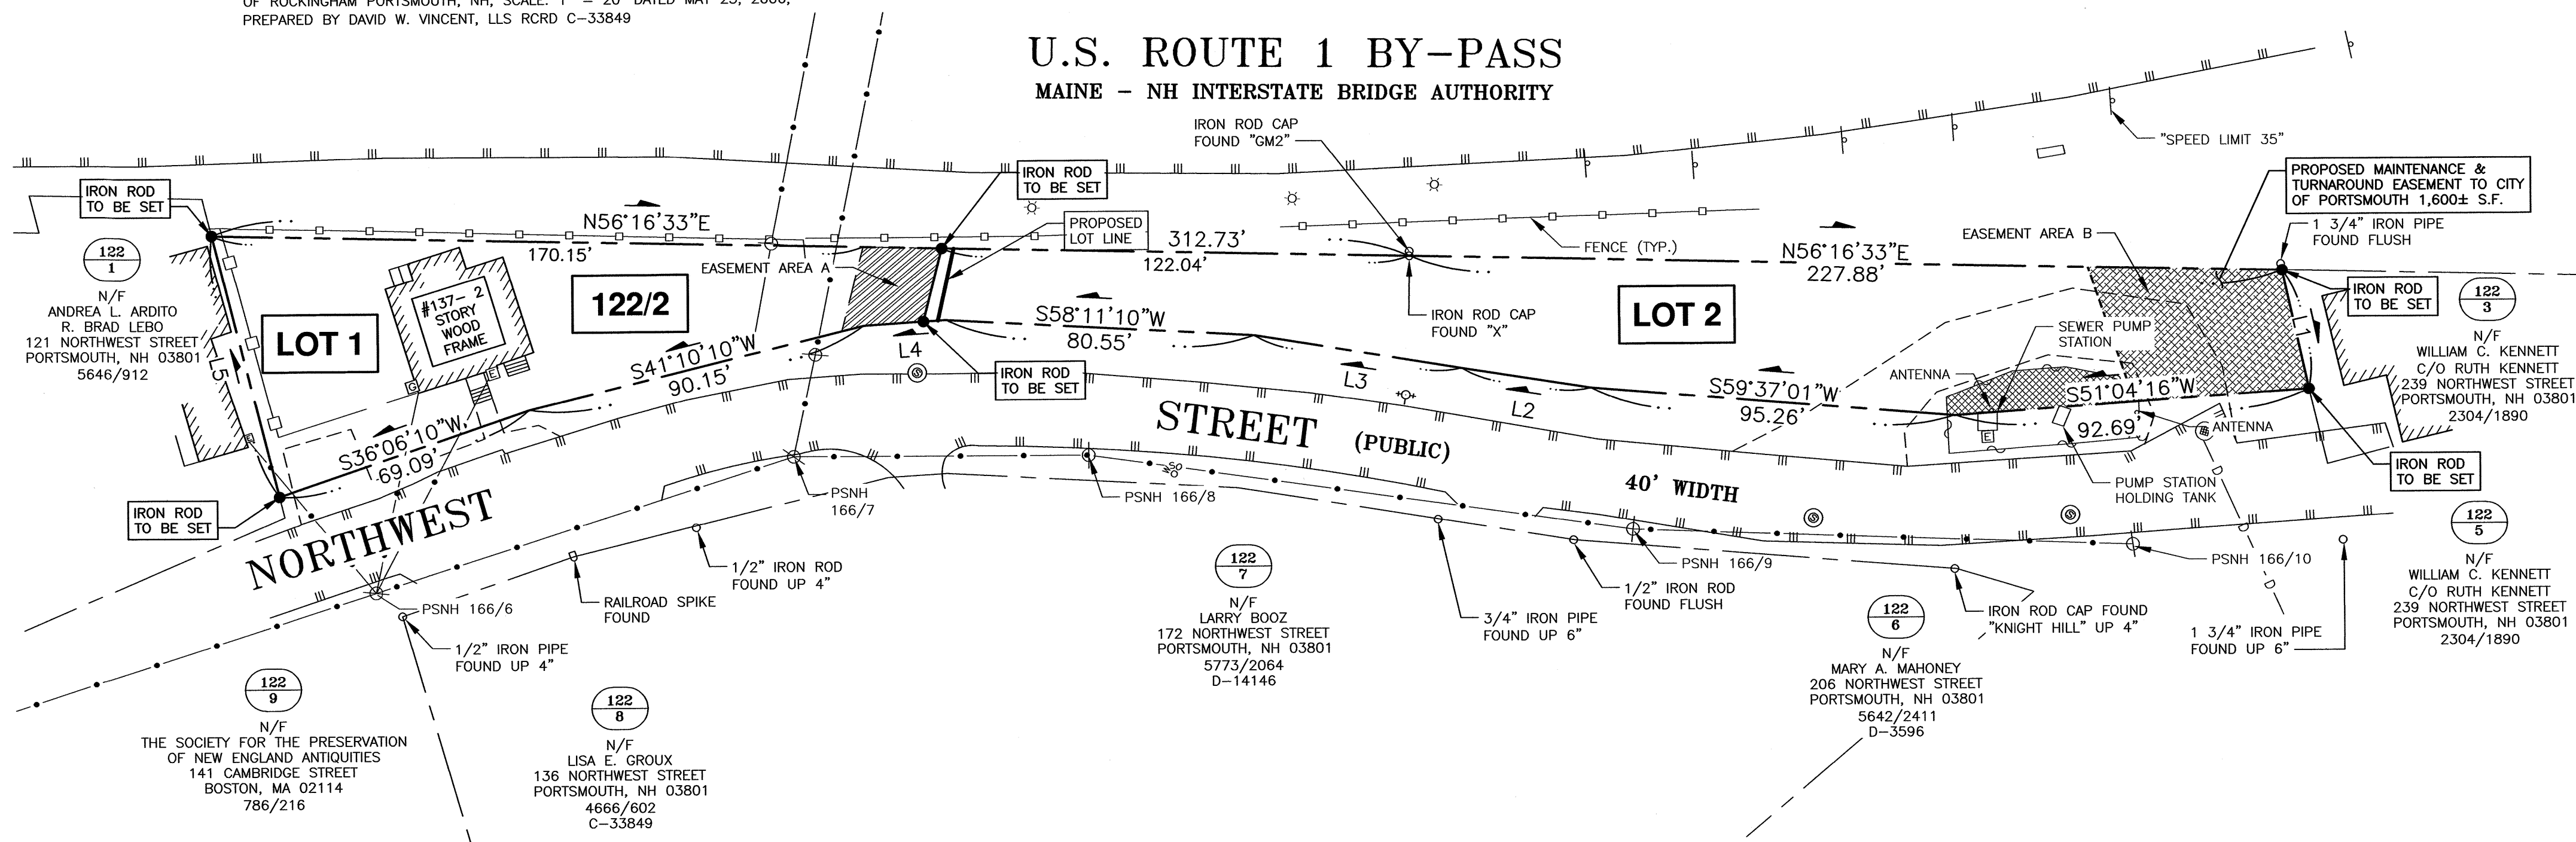 OF ROCKINGHAM PORTSMOUTH, NH, SCALE: 1" = 20' DATED MAY 25, 2006,
PREPARED BY DAVID W. VINCENT, LLS RCRD C-33849
U.S. ROUTE 1 BY-PASS
MAINE - NH INTERSTATE BRIDGE AUTHORITY
IRON ROD CAP
FOUND "GM2"
"SPEED LIMIT 35"
IRON ROD
TO BE SET
IRON ROD
TO BE SET
PROPOSED MAINTENANCE &
TURNAROUND EASEMENT TO CITY
OF PORTSMOUTH 1,600± S.F.
1 3/4" IRON PIPE
FOUND FLUSH
N56°16'33"E
170.15'
PROPOSED
LOT LINE
312.73'
122.04'
FENCE (TYP.)
N56°16'33"E
227.88'
EASEMENT AREA B
EASEMENT AREA A
122
1
N/F
ANDREA L. ARDITO
R. BRAD LEBO
121 NORTHWEST STREET
PORTSMOUTH, NH 03801
5646/912
L5
LOT 1
#137- 2
STORY
WOOD
FRAME
122/2
G
E
E
S41°10'10"W
90.15'
L4
IRON ROD
TO BE SET
S58°11'10"W
80.55'
IRON ROD CAP
FOUND "X"
LOT 2
L3
L2
S59°37'01"W
95.26'
SEWER PUMP
STATION
ANTENNA
E
S51°04'16"W
92.69'
ANTENNA
L1
IRON ROD
TO BE SET
122
3
N/F
WILLIAM C. KENNETT
C/O RUTH KENNETT
239 NORTHWEST STREET
PORTSMOUTH, NH 03801
2304/1890
S36°06'10"W
69.09'
IRON ROD
TO BE SET
NORTHWEST
STREET
(PUBLIC)
40' WIDTH
PUMP STATION
HOLDING TANK
IRON ROD
TO BE SET
PSNH
166/7
PSNH 166/8
PSNH 166/9
PSNH 166/10
PSNH 166/6
1/2" IRON PIPE
FOUND UP 4"
RAILROAD SPIKE
FOUND
1/2" IRON ROD
FOUND UP 4"
122
7
N/F
LARRY BOOZ
172 NORTHWEST STREET
PORTSMOUTH, NH 03801
5773/2064
D-14146
3/4" IRON PIPE
FOUND UP 6"
1/2" IRON ROD
FOUND FLUSH
122
6
N/F
MARY A. MAHONEY
206 NORTHWEST STREET
PORTSMOUTH, NH 03801
5642/2411
D-3596
IRON ROD CAP FOUND
"KNIGHT HILL" UP 4"
1 3/4" IRON PIPE
FOUND UP 6"
122
5
N/F
WILLIAM C. KENNETT
C/O RUTH KENNETT
239 NORTHWEST STREET
PORTSMOUTH, NH 03801
2304/1890
122
9
N/F
THE SOCIETY FOR THE PRESERVATION
OF NEW ENGLAND ANTIQUITIES
141 CAMBRIDGE STREET
BOSTON, MA 02114
786/216
122
8
N/F
LISA E. GROUX
136 NORTHWEST STREET
PORTSMOUTH, NH 03801
4666/602
C-33849